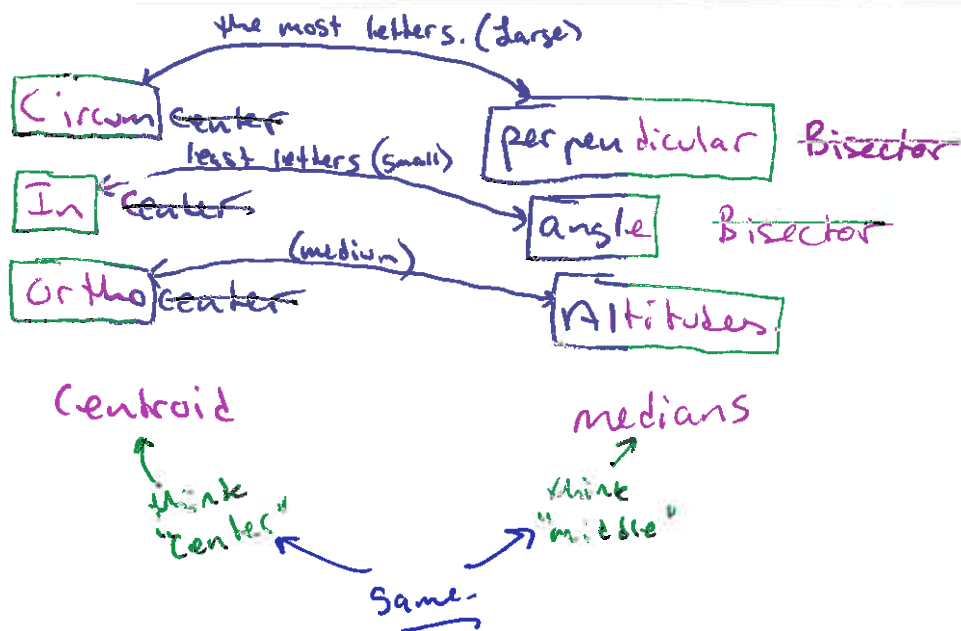 the most letters. (Large)
Circum center perpendicular Bisector
least letters (small)
In center angle Bisector
(medium)
ortho center Altitudes
Centroid medians
think think
"center" "middle"
Same.